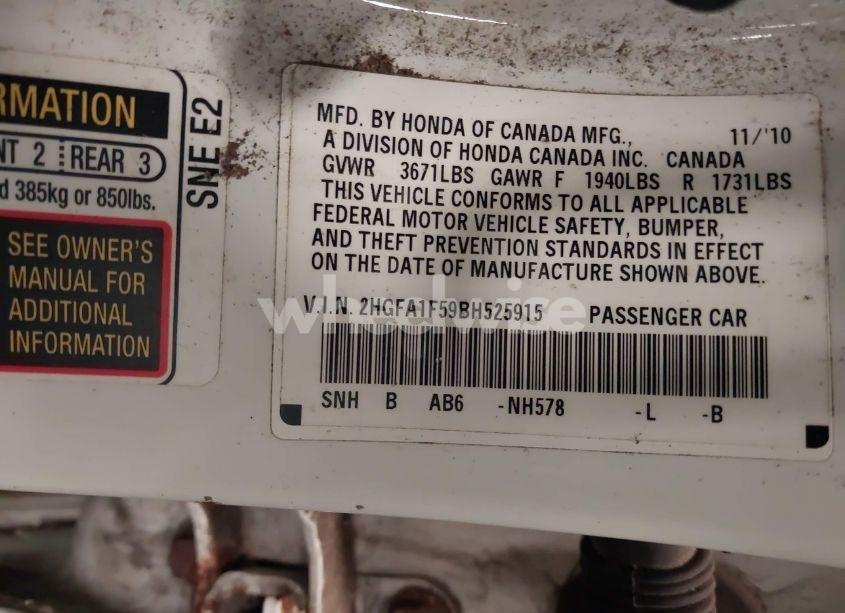 RMATION
NT 2 REAR 3
d 385kg or 850lbs.
SEE OWNER'S
MANUAL FOR
ADDITIONAL
INFORMATION
SNE E2
MFD. BY HONDA OF CANADA MFG., 11/'10
A DIVISION OF HONDA CANADA INC. CANADA
GVWR 3671LBS GAWR F 1940LBS R 1731LBS
THIS VEHICLE CONFORMS TO ALL APPLICABLE
FEDERAL MOTOR VEHICLE SAFETY, BUMPER,
AND THEFT PREVENTION STANDARDS IN EFFECT
ON THE DATE OF MANUFACTURE SHOWN ABOVE.
V.I.N. 2HGFA1F59BH525915 PASSENGER CAR
wheelwise
SNH B AB6 -NH578 -L -B